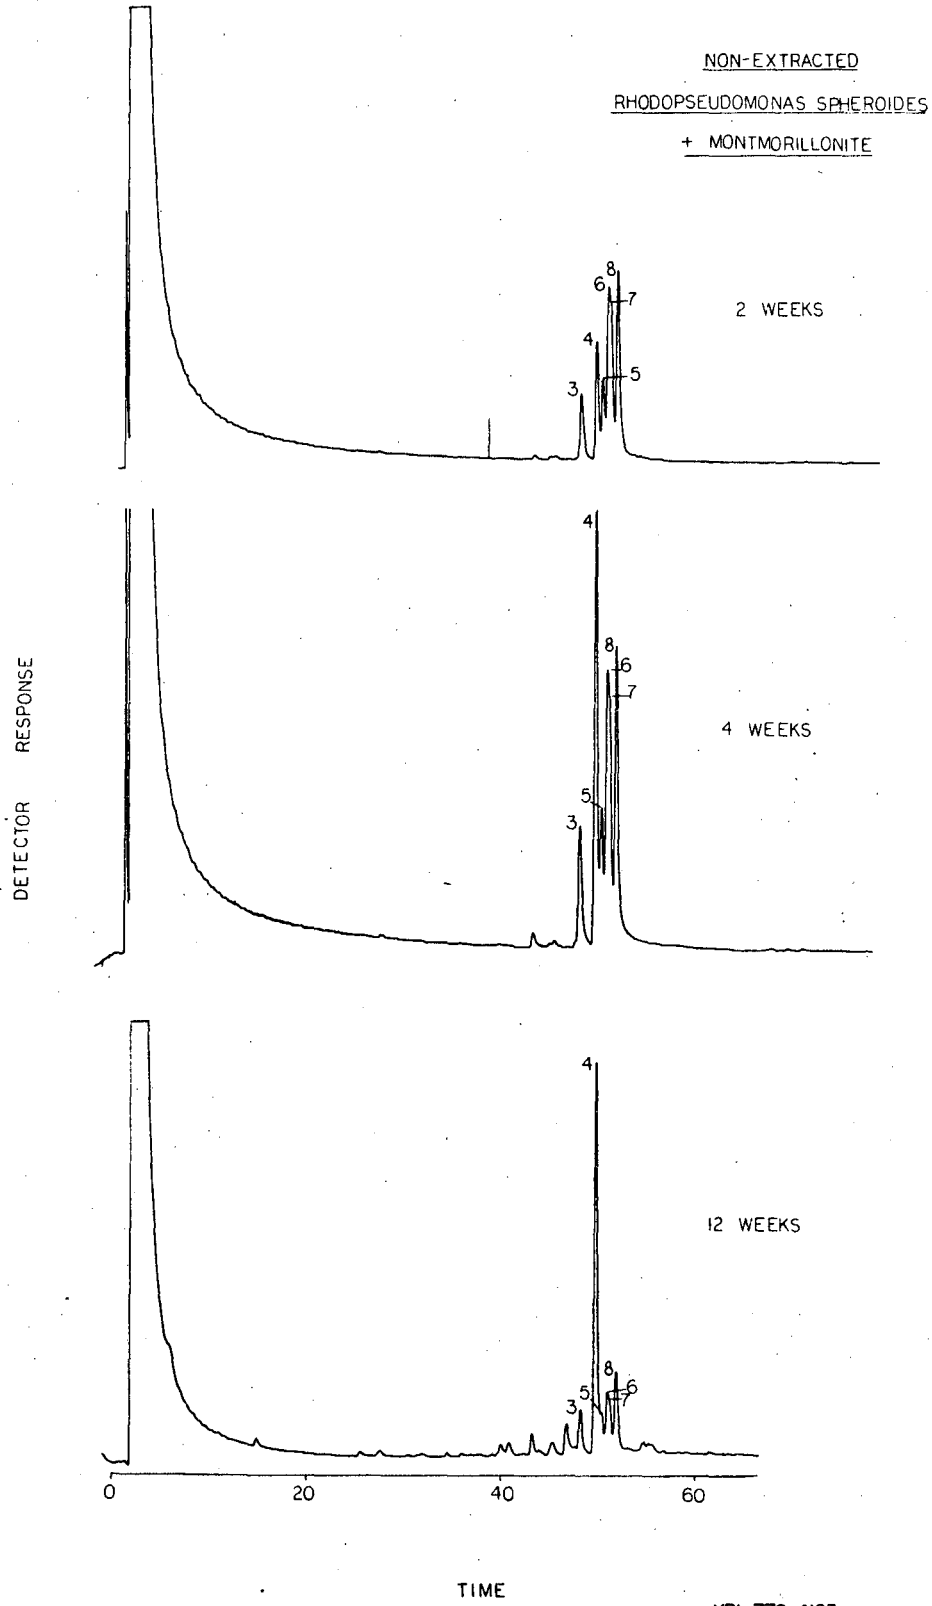 NON-EXTRACTED
RHODOPSEUDOMONAS SPHEROIDES
+ MONTMORILLONITE
8
6
7
2 WEEKS
4
5
3
4
8
6
7
4 WEEKS
5
3
DETECTOR RESPONSE
4
12 WEEKS
8
6
5
7
3
0
20
40
60
TIME